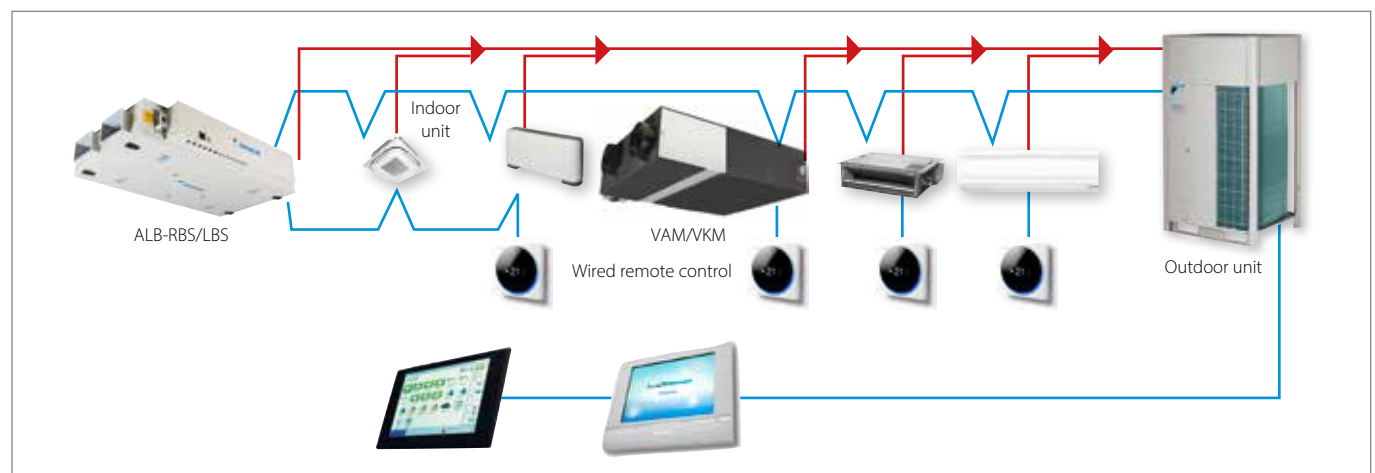 Indoor
unit
ALB-RBS/LBS
VAM/VKM
Wired remote control
Outdoor unit